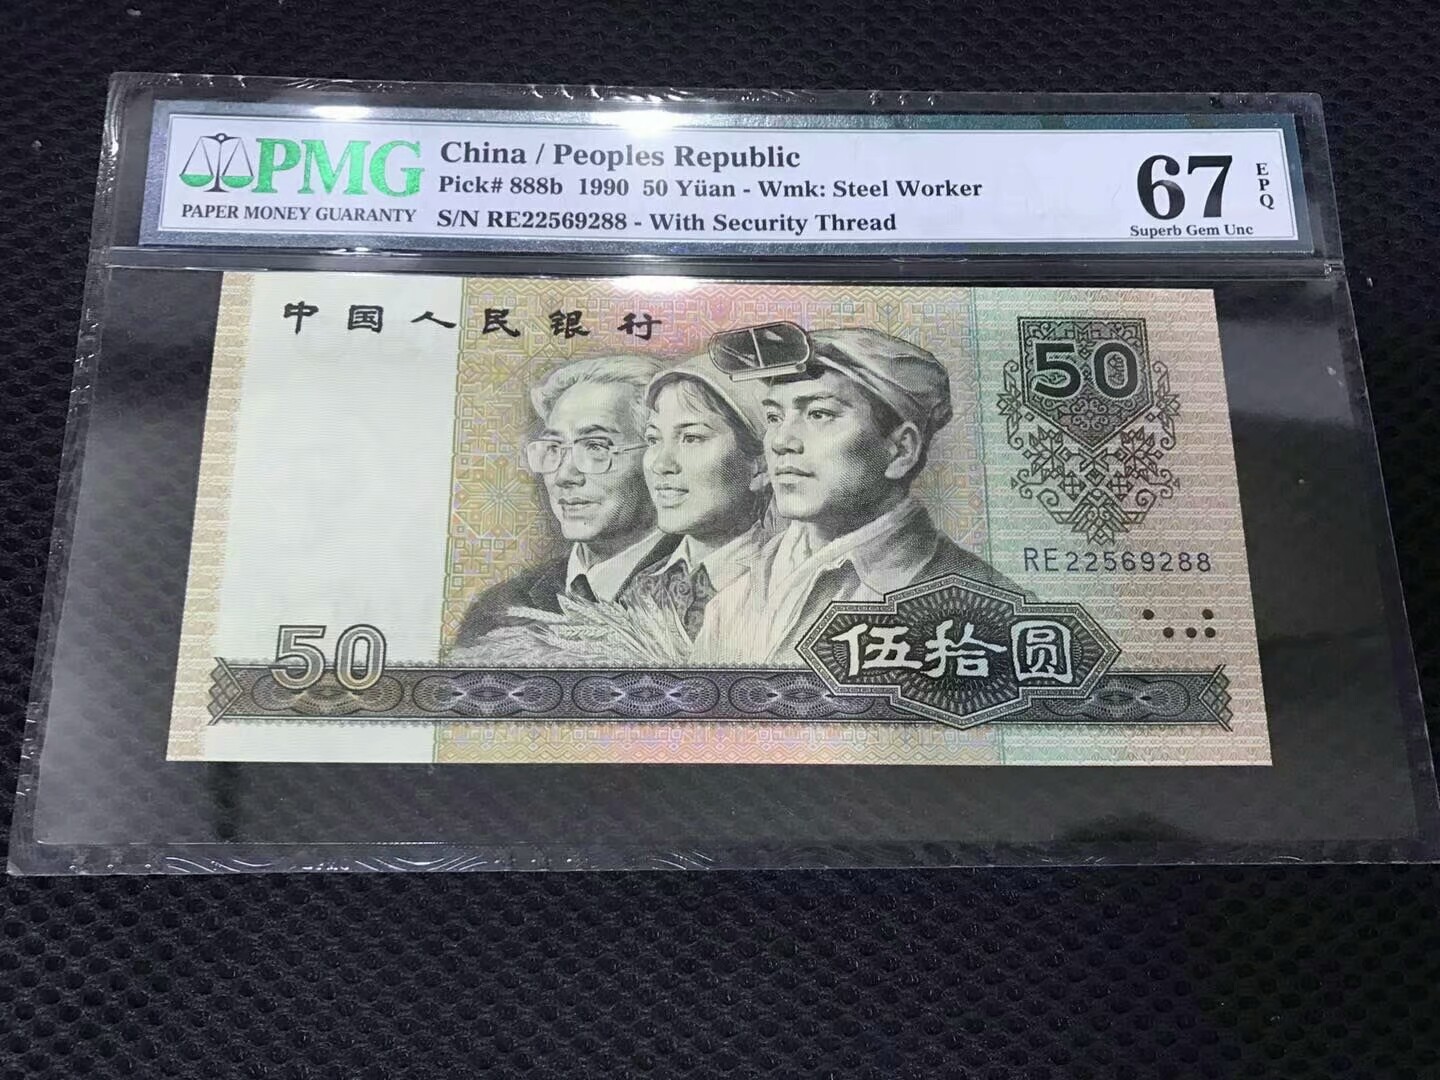 PMG
PAPER MONEY GUARANTY
China / Peoples Republic
Pick# 888b 1990 50 Yüan - Wmk: Steel Worker
S/N RE22569288 - With Security Thread
67
EPQ
Superb Gem Unc
中国人民银行
50
RE22569288
50
伍拾圆